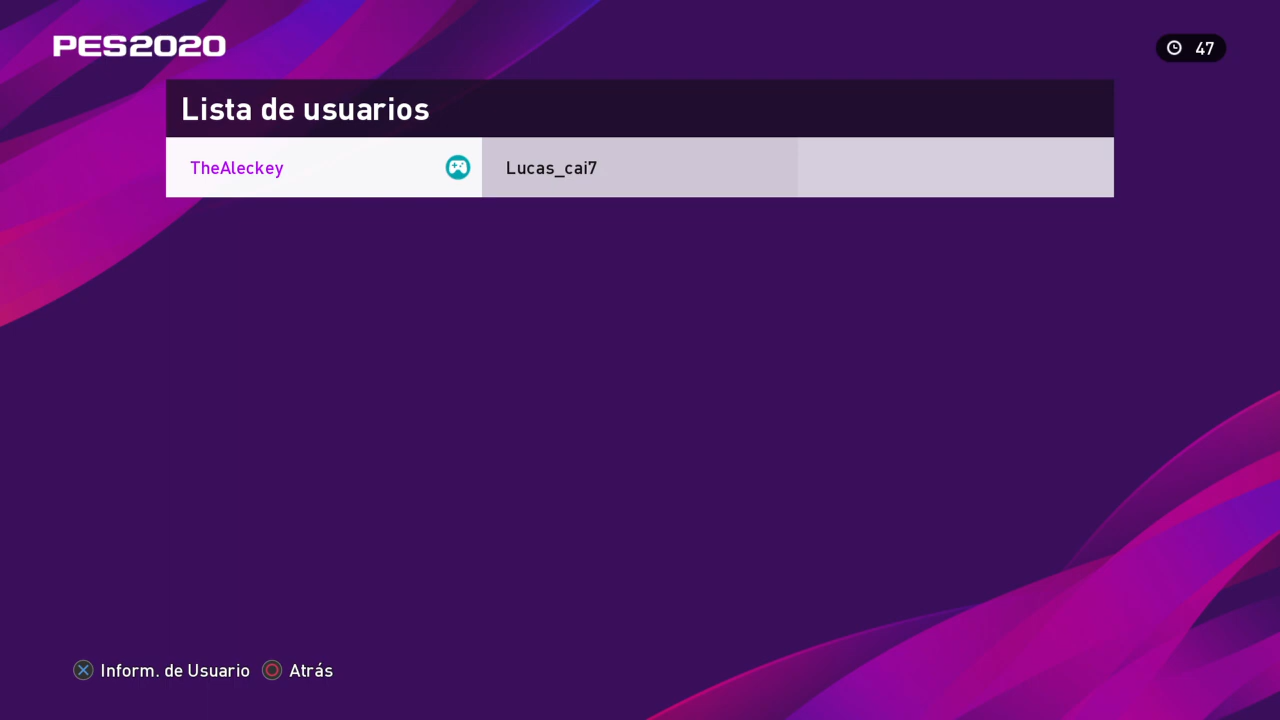 PES2020
47
Lista de usuarios
TheAleckey Lucas_cai7
Inform. de Usuario Atrás